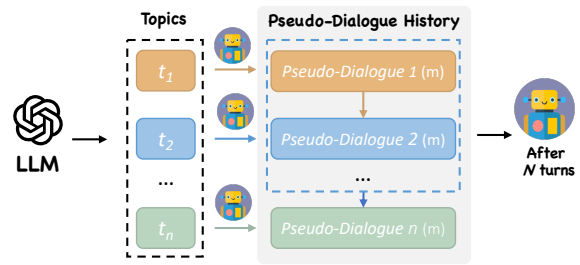 Topics
Pseudo-Dialogue History
t1
Pseudo-Dialogue 1 (m)
LLM
t2
Pseudo-Dialogue 2 (m)
After
N turns
...
...
tn
Pseudo-Dialogue n (m)